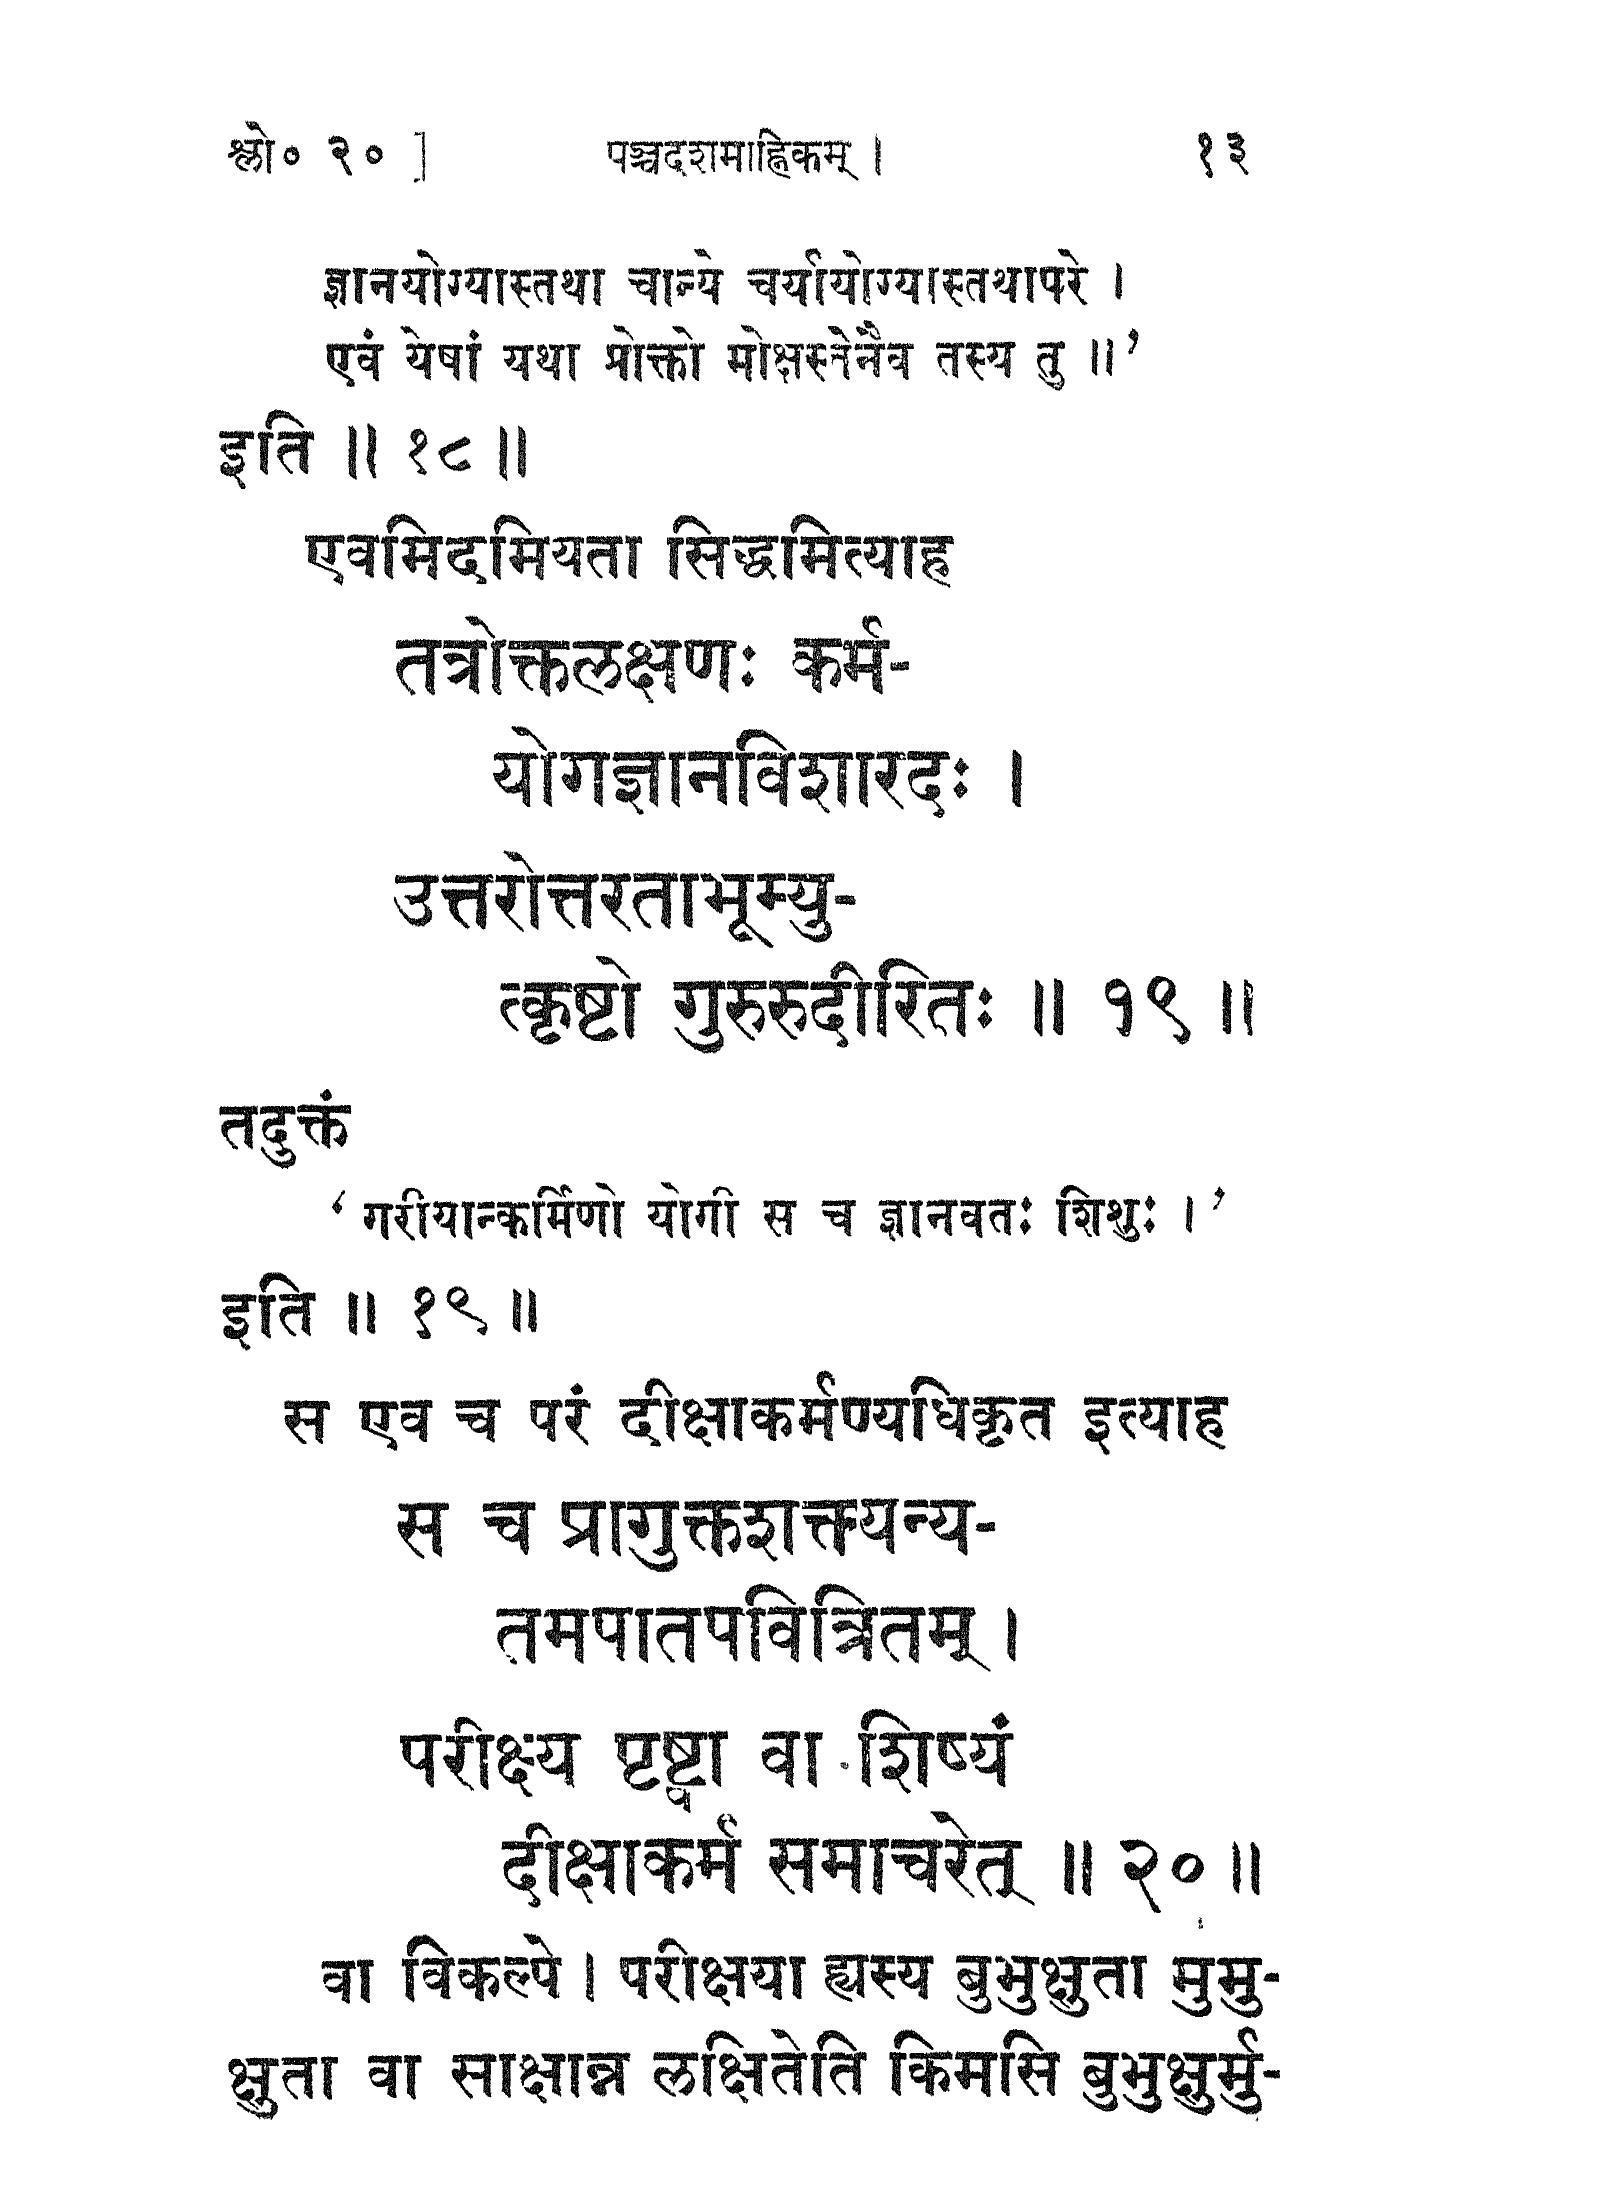 श्लो० २० ] पञ्चदशमाह्निकम् । १३
ज्ञानयोग्यास्तथा चान्ये चर्यायोग्यास्तथापरे ।
एवं येषां यथा प्रोक्तो मोक्षस्तेनैव तस्य तु ॥’
इति ॥ १८ ॥
एवमिदमियता सिद्धमित्याह
तत्रोक्तलक्षणः कर्म-
योगज्ञानविशारदः ।
उत्तरोत्तरताभूम्यु-
त्कृष्टो गुरुरुदीरितः ॥ १९ ॥
तदुक्तं
‘ गरीयान्कर्मिणो योगी स च ज्ञानवतः शिशुः । ’
इति ॥ १९ ॥
स एव च परं दीक्षाकर्मण्यधिकृत इत्याह
स च प्रागुक्तशक्त्यन्य-
तमपातपवित्रितम् ।
परीक्ष्य पृष्ट्वा वा शिष्यं
दीक्षाकर्म समाचरेत् ॥ २० ॥
वा विकल्पे । परीक्षया ह्यस्य बुभुक्षुता मुमु-
क्षुता वा साक्षान्न लक्षितेति किमसि बुभुक्षुर्मु-